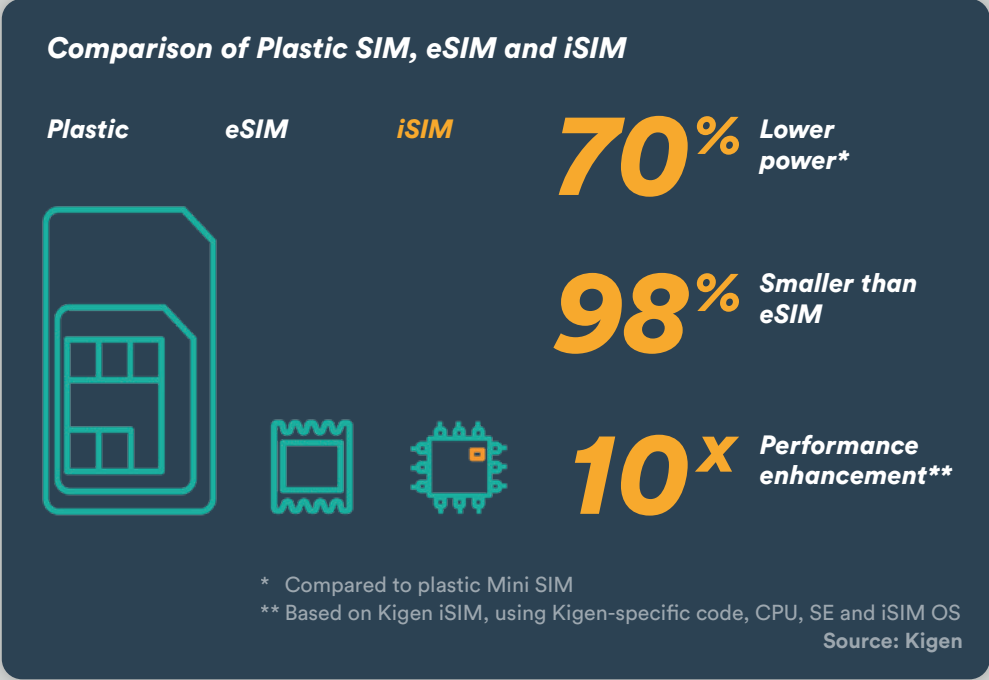 Comparison of Plastic SIM, eSIM and iSIM
Plastic
eSIM
iSIM
70% Lower
power*
98% Smaller than
eSIM
10x Performance
enhancement**
* Compared to plastic Mini SIM
** Based on Kigen iSIM, using Kigen-specific code, CPU, SE and iSIM OS
Source: Kigen